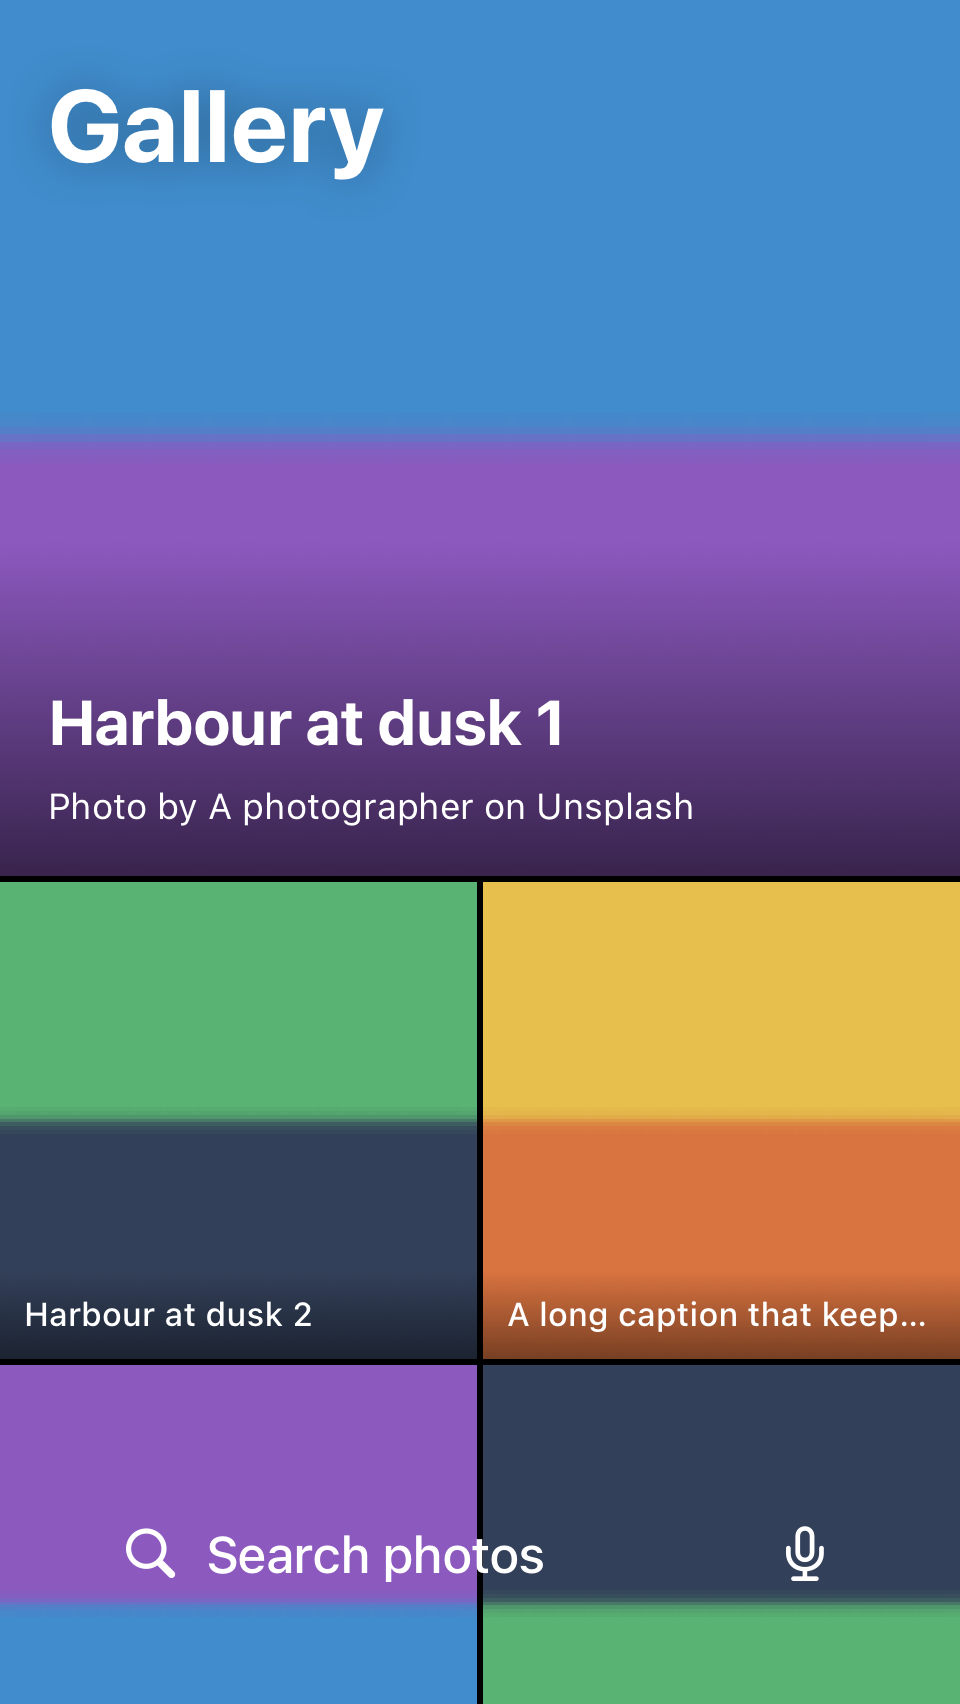 Gallery
Harbour at dusk 1
Photo by A photographer on Unsplash
Harbour at dusk 2
A long caption that keep…
Search photos